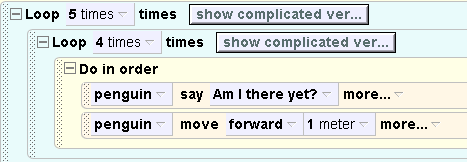 Loop 5 times times show complicated ver...
Loop 4 times times show complicated ver...
Do in order
penguin say Am I there yet? more...
penguin move forward 1 meter more...